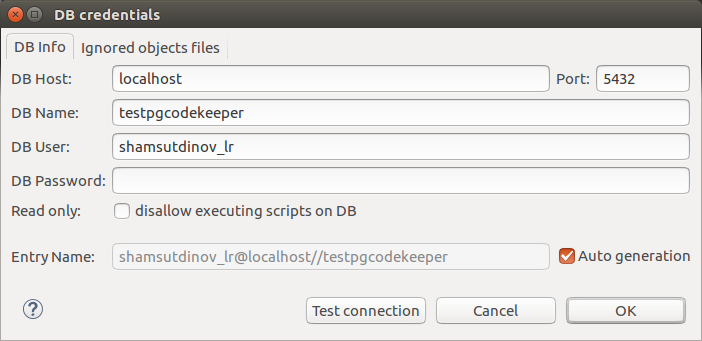 DB credentials
DB Info Ignored objects files
DB Host: localhost Port: 5432
DB Name: testpgcodekeeper
DB User: shamsutdinov_lr
DB Password:
Read only: disallow executing scripts on DB
Entry Name: shamsutdinov_lr@localhost//testpgcodekeeper Auto generation
? Test connection Cancel OK